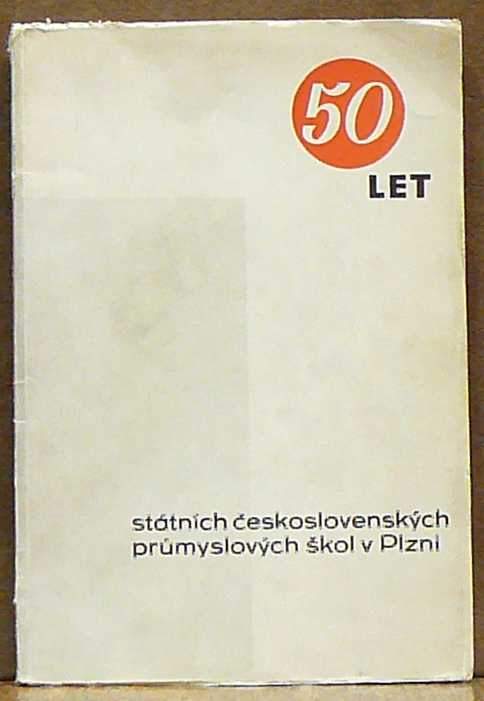 50
LET
státních československých
průmyslových škol v Plzni